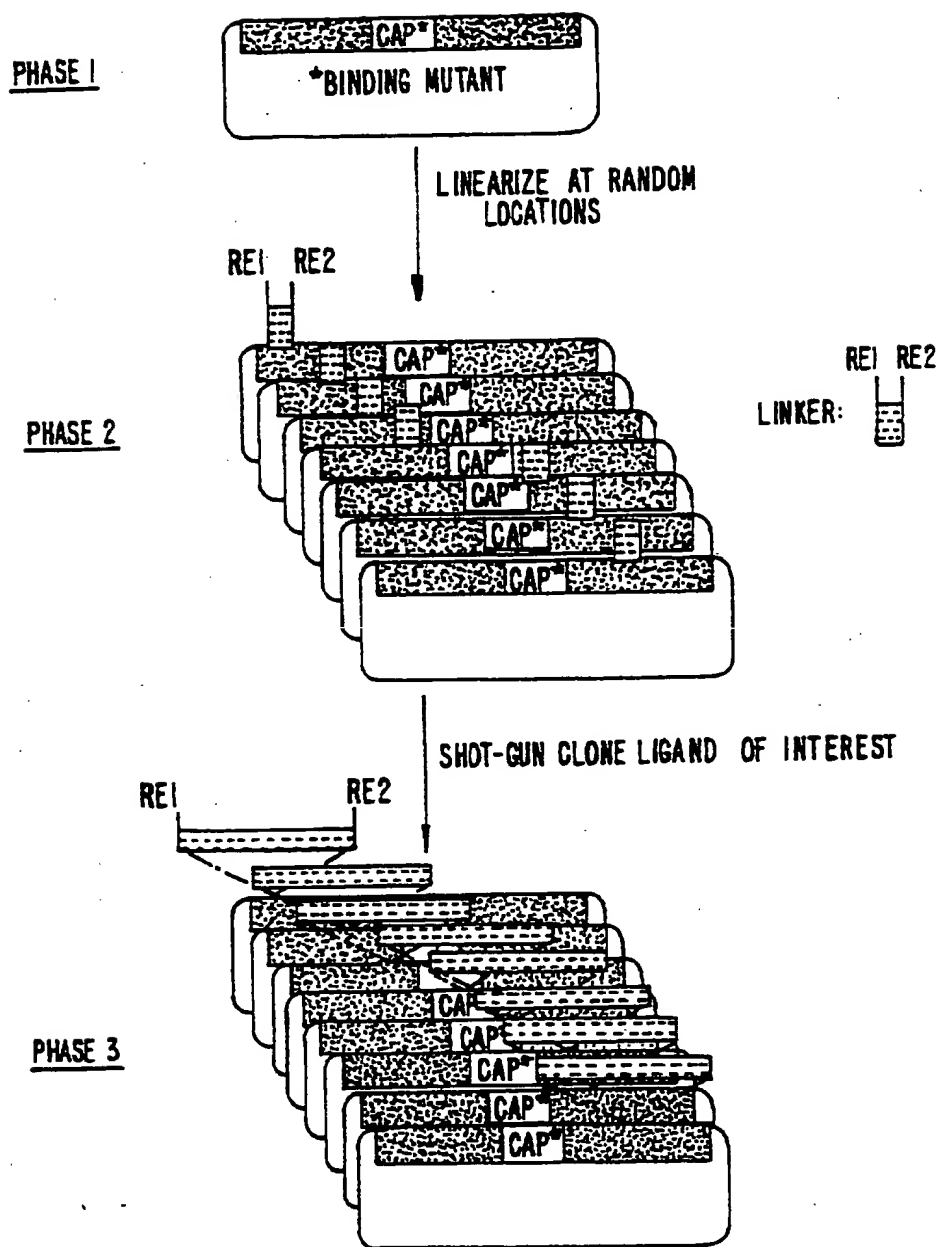 CAP*
PHASE 1
*BINDING MUTANT
LINEARIZE AT RANDOM
LOCATIONS
RE1 RE2
CAP*
RE1 RE2
CAP*
LINKER:
CAP*
PHASE 2
CAP*
CAP*
CAP*
CAP*
SHOT-GUN CLONE LIGAND OF INTEREST
RE1 RE2
CAP
CAP*
PHASE 3
CAP*
CAP*
CAP*